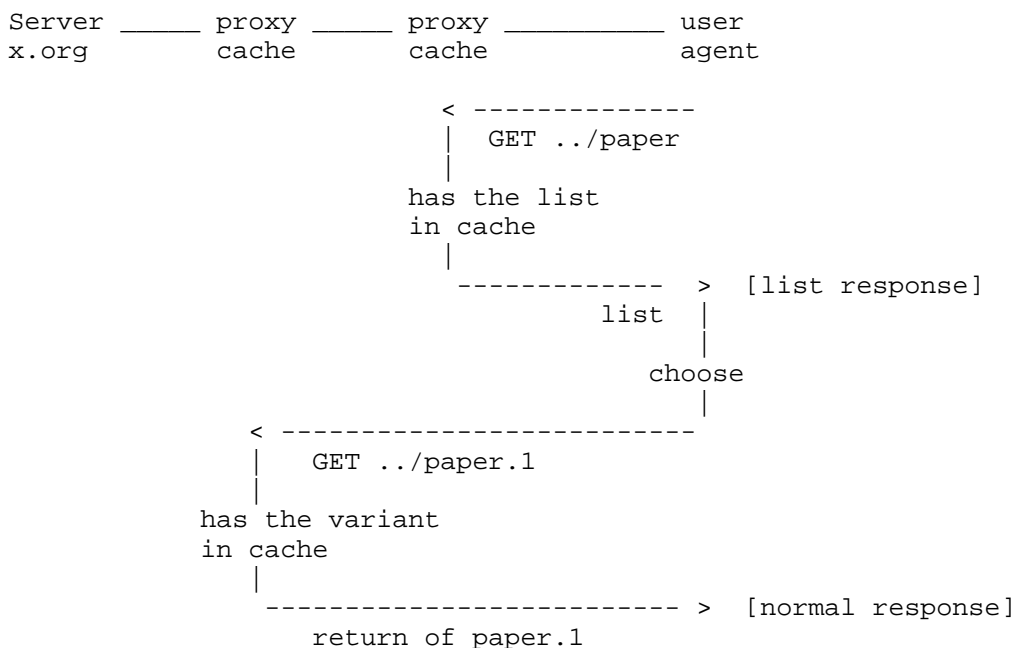 Server _____ proxy _____ proxy __________ user
x.org cache cache agent
< --------------
| GET ../paper
|
has the list
in cache
|
------------- > [list response]
list |
|
choose
|
< --------------------------
| GET ../paper.1
|
has the variant
in cache
|
-------------------------- > [normal response]
return of paper.1